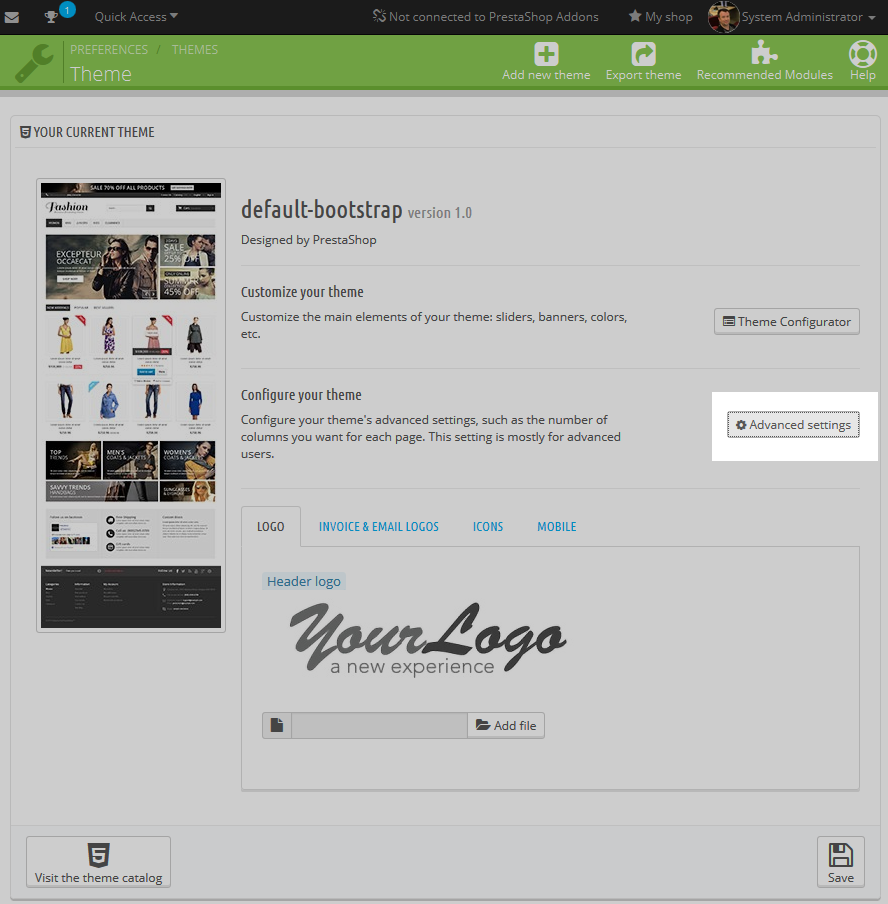 1
Quick Access
Not connected to PrestaShop Addons
My shop
System Administrator
PREFERENCES / THEMES
Theme
Add new theme
Export theme
Recommended Modules
Help
YOUR CURRENT THEME
SALE 70% OFF ALL PRODUCTS
Fashion
EXCEPTEUR
OCCAECAT
SALE
25% OFF
SUMMER
45% OFF
TOP
TRENDS
MEN'S
COATS & JACKETS
WOMEN'S
COATS & JACKETS
SAVVY TRENDS
HANDBAGS
SUNGLASSES
default-bootstrap version 1.0
Designed by PrestaShop
Customize your theme
Customize the main elements of your theme: sliders, banners, colors,
etc.
Theme Configurator
Configure your theme
Configure your theme's advanced settings, such as the number of
columns you want for each page. This setting is mostly for advanced
users.
Advanced settings
LOGO
INVOICE & EMAIL LOGOS
ICONS
MOBILE
Header logo
YourLogo
a new experience
Add file
Visit the theme catalog
Save